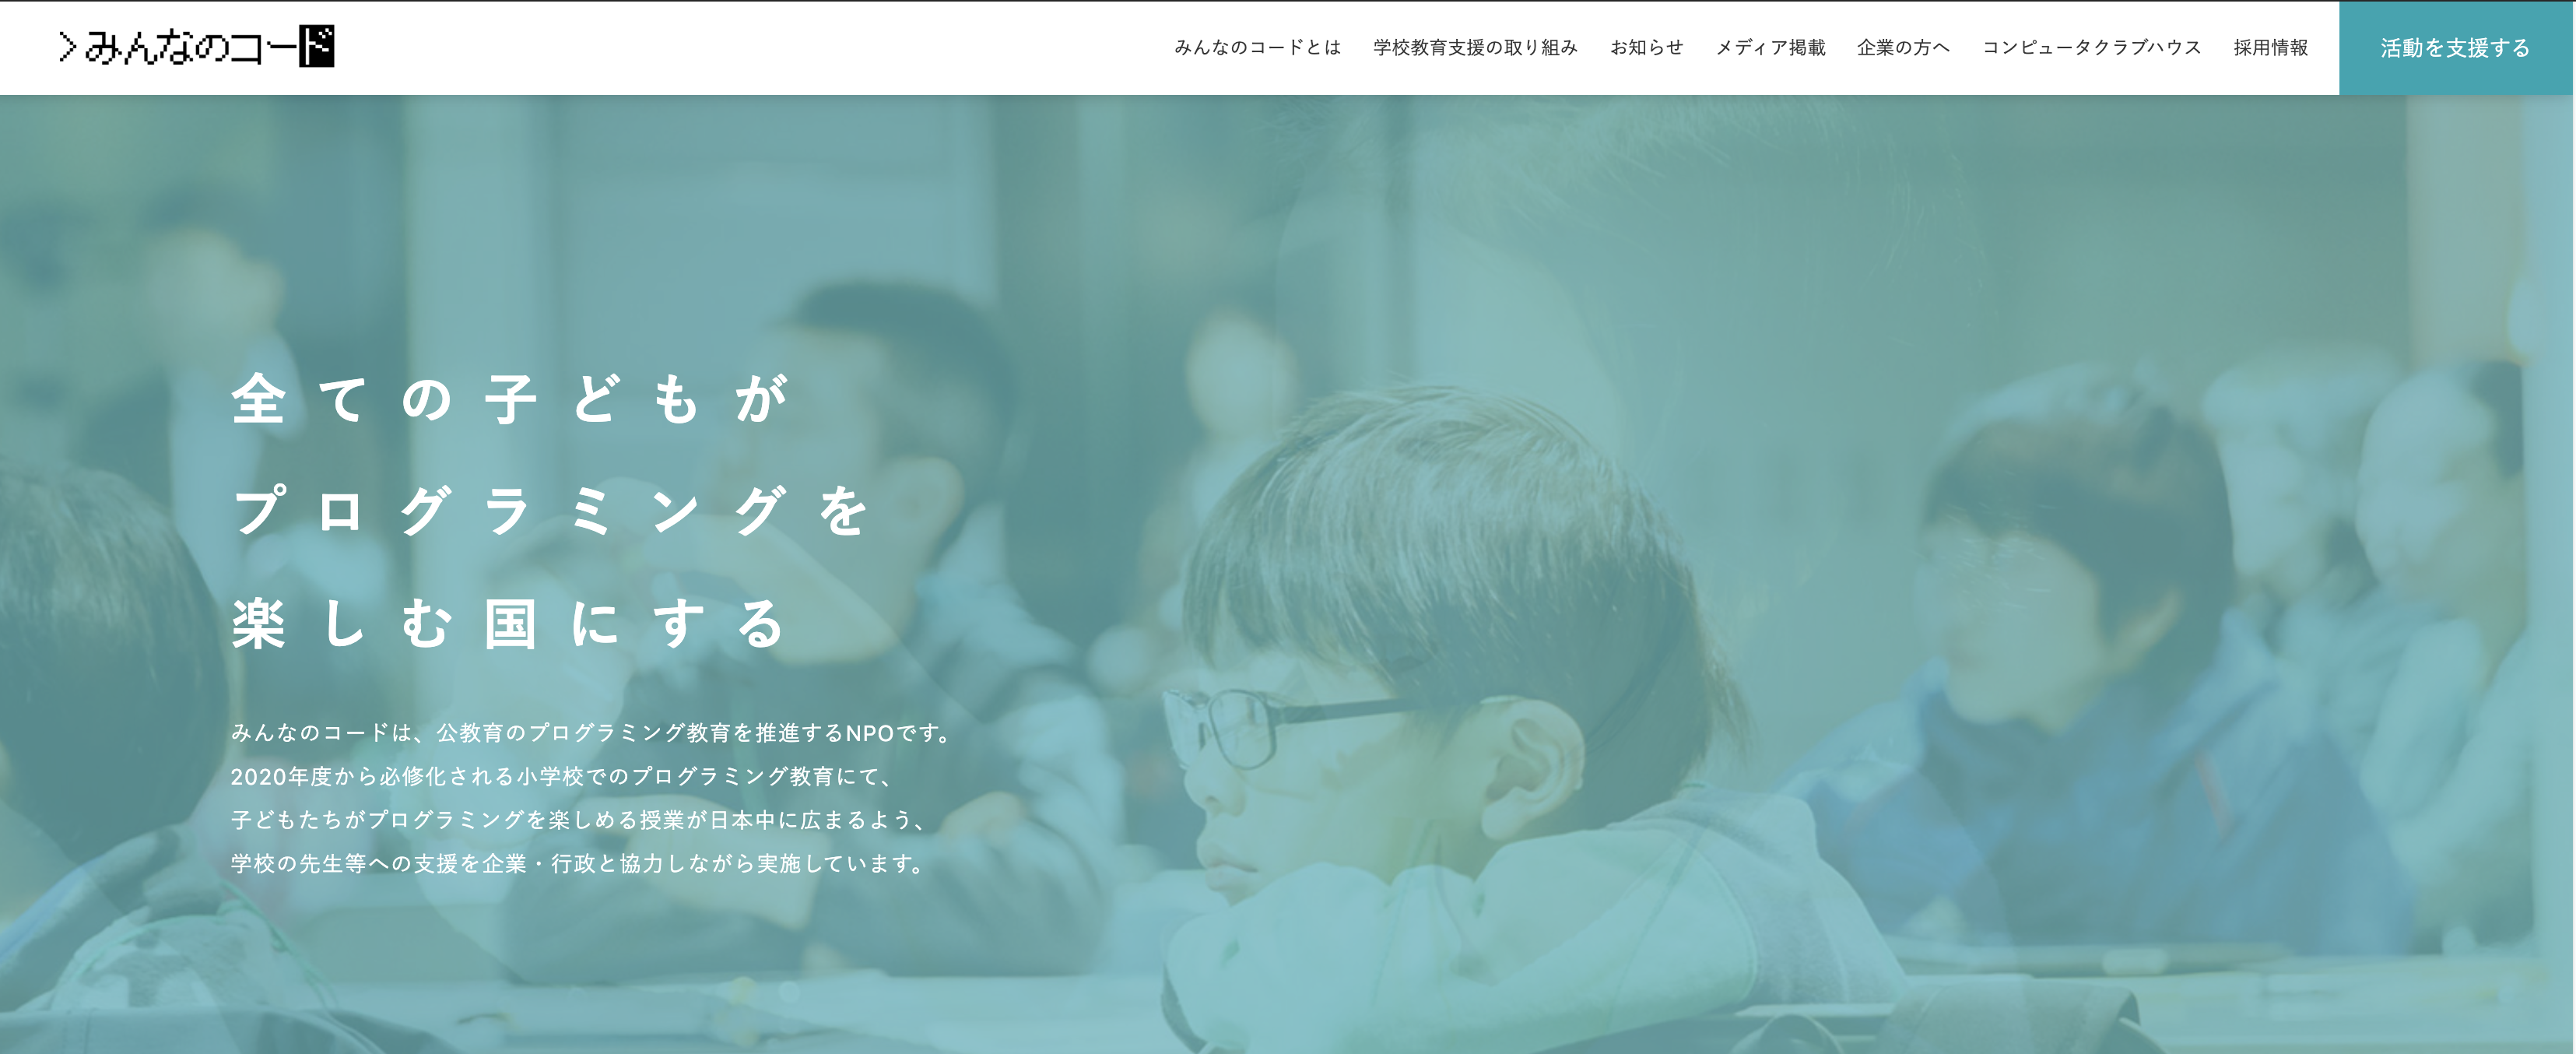 >みんなのコード
みんなのコードとは 学校教育支援の取り組み お知らせ メディア掲載 企業の方へ コンピュータクラブハウス 採用情報 活動を支援する
全ての子どもが
プログラミングを
楽しむ国にする
みんなのコードは、公教育のプログラミング教育を推進するNPOです。
2020年度から必修化される小学校でのプログラミング教育にて、
子どもたちがプログラミングを楽しめる授業が日本中に広まるよう、
学校の先生等への支援を企業・行政と協力しながら実施しています。